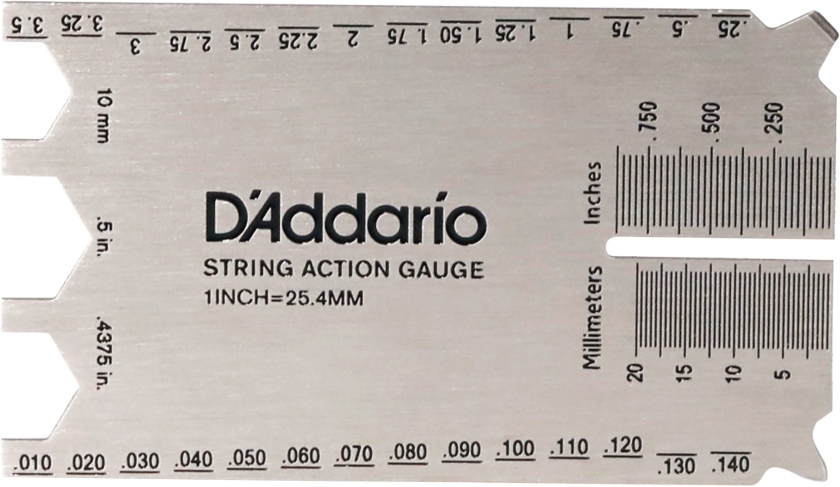 3.5 3.25 3 2.75 2.5 2.25 2 1.75 1.50 1.25 1 .75 .5 .25
10 mm
.5 in.
.4375 in.
D'Addario
STRING ACTION GAUGE
1INCH=25.4MM
Inches
.750 .500 .250
Millimeters
20 15 10 5
.010 .020 .030 .040 .050 .060 .070 .080 .090 .100 .110 .120 .130 .140